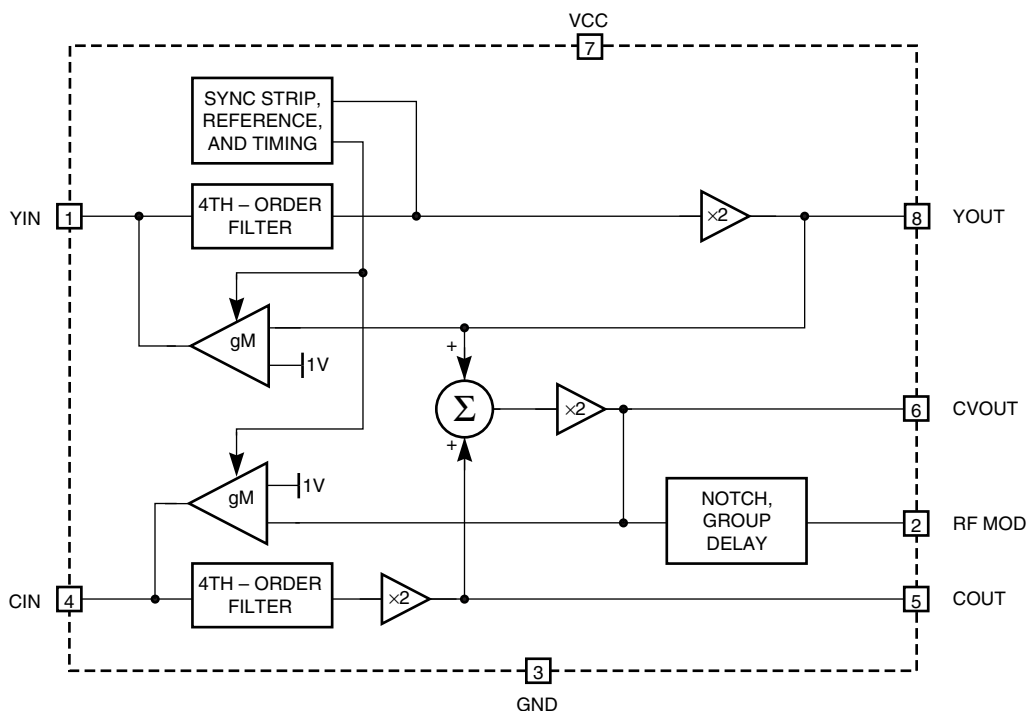 VCC
7
SYNC STRIP,
REFERENCE,
AND TIMING
YIN
1
4TH – ORDER
FILTER
×2
8
YOUT
gM
1V
+
Σ
+
×2
6
CVOUT
gM
1V
NOTCH,
GROUP
DELAY
2
RF MOD
CIN
4
4TH – ORDER
FILTER
×2
5
COUT
3
GND